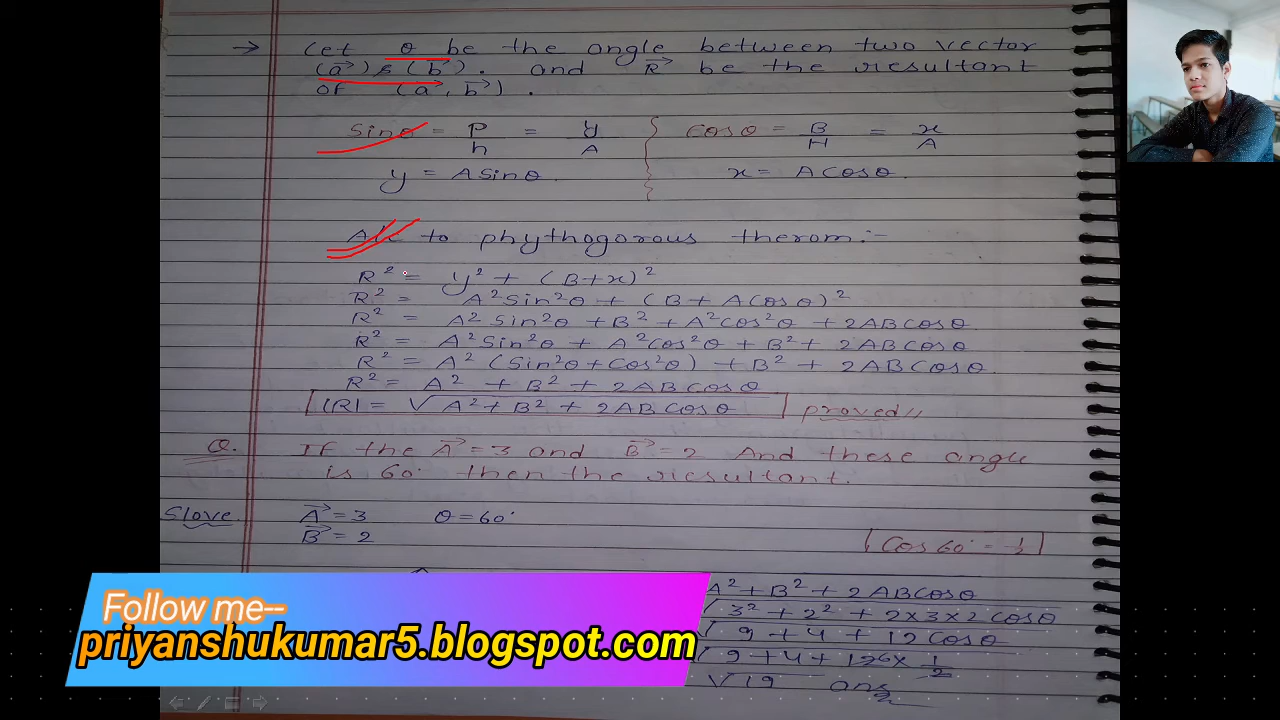 → Let θ be the angle between two vector
(a⃗) & (b⃗). and R⃗ be the resultant
of (a⃗, b⃗).
Sinθ = P/h = y/A { Cosθ = B/H = x/A
y = A Sinθ x = A Cosθ.
to phythogorous therom:-
R² = y² + (B+x)²
R² = A² Sin²θ + (B + A Cos θ)²
R² = A² Sin²θ + B² + A² cos²θ + 2AB Cosθ
R² = A² Sin²θ + A² Cos²θ + B² + 2AB Cosθ
R² = A² (Sin²θ + Cos²θ) + B² + 2AB Cosθ.
R² = A² + B² + 2AB Cosθ
|R| = √A² + B² + 2AB Cosθ proved//
Q. If the A⃗ = 3 and B⃗ = 2 And these angle
is 60° then the resultant.
Slove. A⃗ = 3 θ = 60°
B⃗ = 2
Cos 60° = 1/2
A² + B² + 2AB Cosθ
√ 3² + 2² + 2×3×2 cosθ
√ 9 + 4 + 12 Cosθ
√ 9 + 4 + 126 × 1/2
√19 ans
Follow me--
priyanshukumar5.blogspot.com